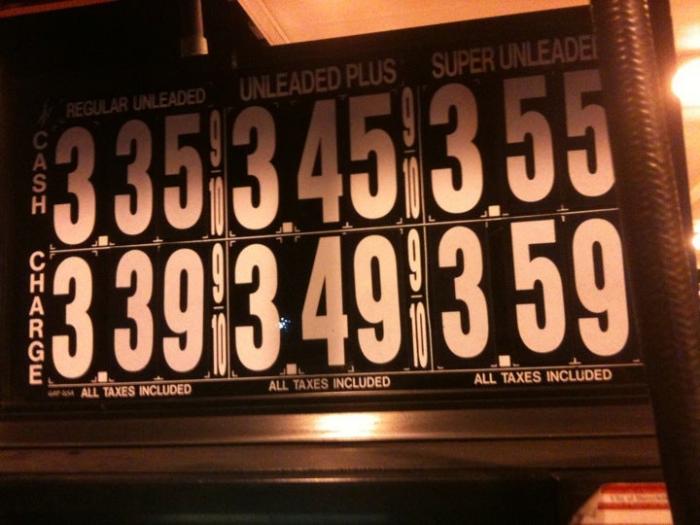 REGULAR UNLEADED UNLEADED PLUS SUPER UNLEADE
CASH 3.35 9/10 3.45 9/10 3.55
CHARGE 3.39 9/10 3.49 9/10 3.59
ALL TAXES INCLUDED ALL TAXES INCLUDED ALL TAXES INCLUDED